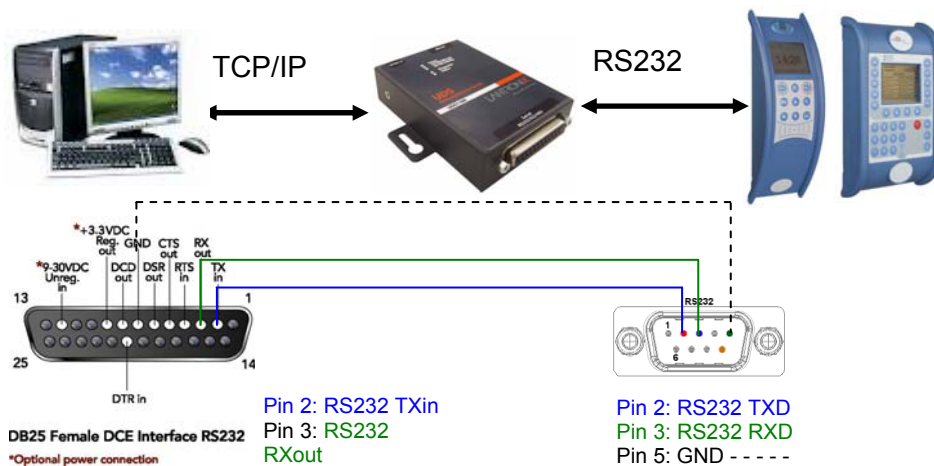 TCP/IP
RS232
UDS
LANTRONIX
*+3.3VDC
Reg. GND CTS RX
out out out
*9-30VDC DCD DSR RTS TX
Unreg. out out in in
in
13 1
25 14
DTR in
DB25 Female DCE Interface RS232
*Optional power connection
Pin 2: RS232 TXin
Pin 3: RS232
RXout
RS232
1
6
Pin 2: RS232 TXD
Pin 3: RS232 RXD
Pin 5: GND - - - - -